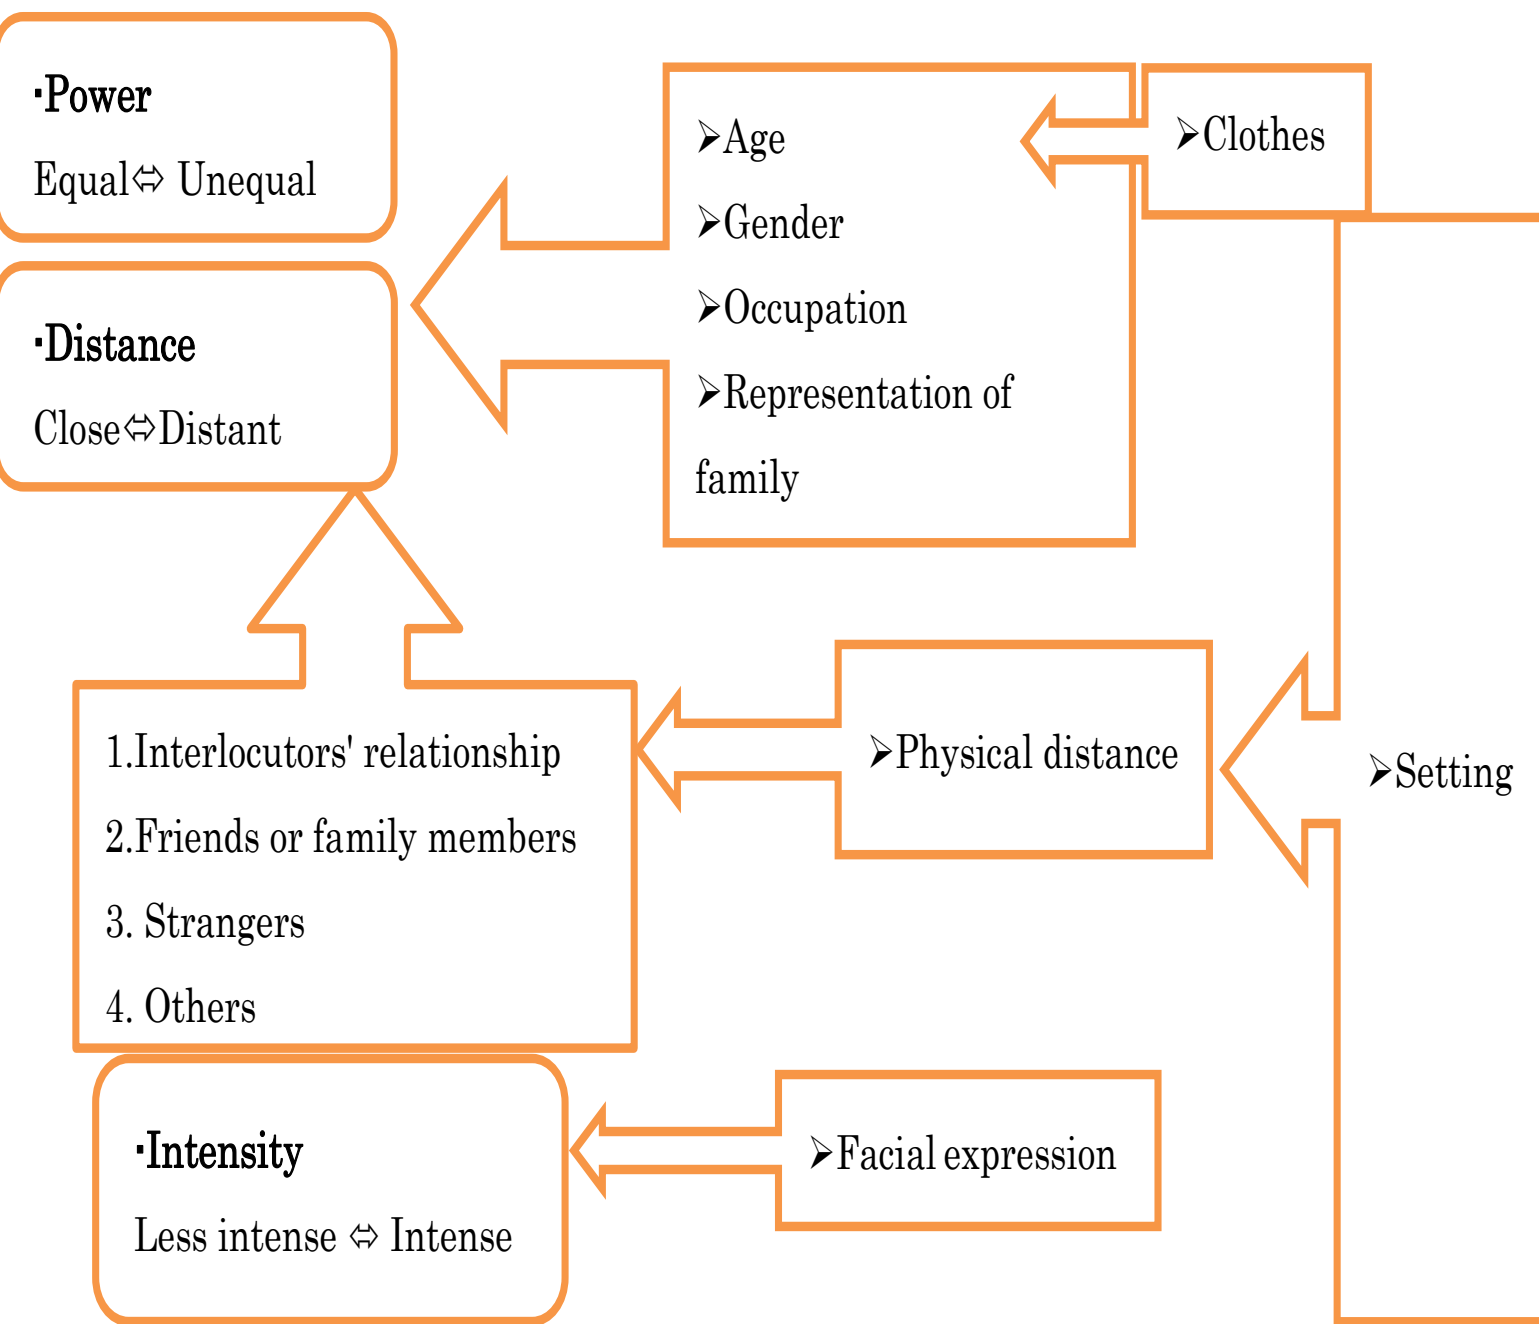 ·Power
Equal⬄ Unequal
·Distance
Close⬄Distant
➢Age
➢Gender
➢Occupation
➢Representation of
family
➢Clothes
1.Interlocutors' relationship
2.Friends or family members
3. Strangers
4. Others
➢Physical distance
➢Setting
·Intensity
Less intense ⬄ Intense
➢Facial expression